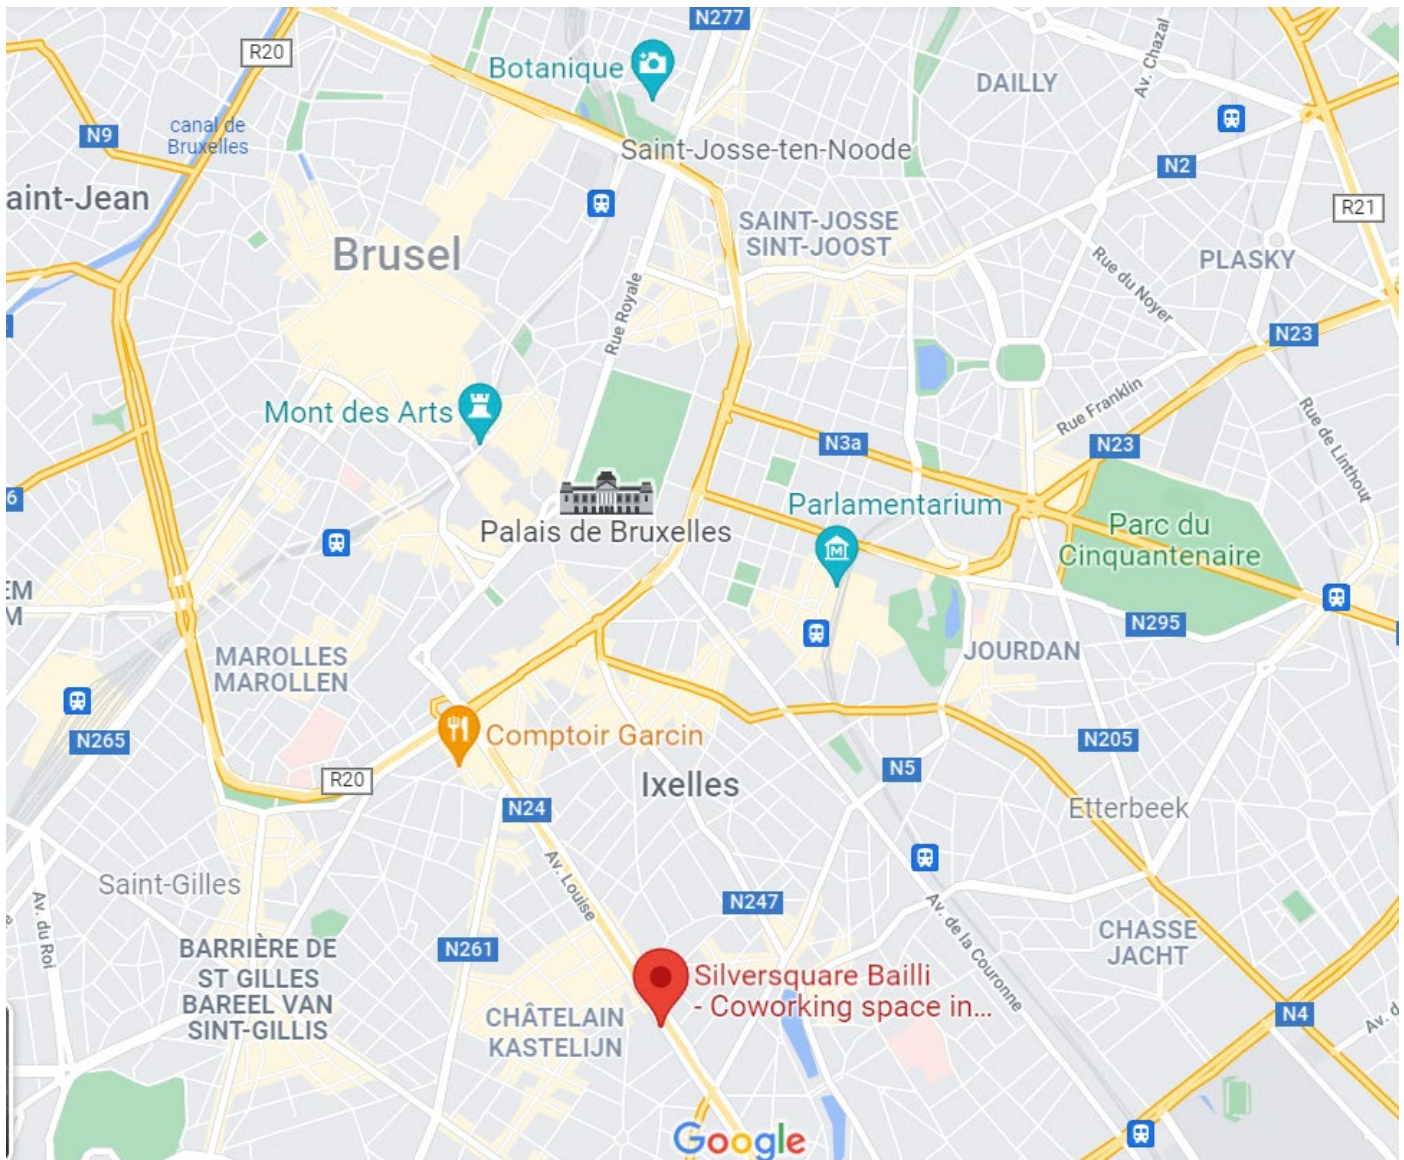 N277
R20
Botanique
DAILLY
Av. Chazal
canal de
Bruxelles
N9
Saint-Josse-ten-Noode
N2
aint-Jean
R21
SAINT-JOSSE
SINT-JOOST
Brusel
PLASKY
Rue du Noyer
Rue Royale
N23
Mont des Arts
Rue Franklin
Rue de Linthout
N3a
N23
6
Parlamentarium
Palais de Bruxelles
Parc du
Cinquantenaire
EM
M
N295
JOURDAN
MAROLLES
MAROLLEN
N265
Comptoir Garcin
N205
R20
Ixelles
N5
N24
Etterbeek
Av. Louise
Saint-Gilles
N247
Av. du Roi
Av. de la Couronne
CHASSE
JACHT
N261
BARRIÈRE DE
ST GILLES
BAREEL VAN
SINT-GILLIS
Silversquare Bailli
- Coworking space in...
CHÂTELAIN
KASTELIJN
N4
Av. d
Google